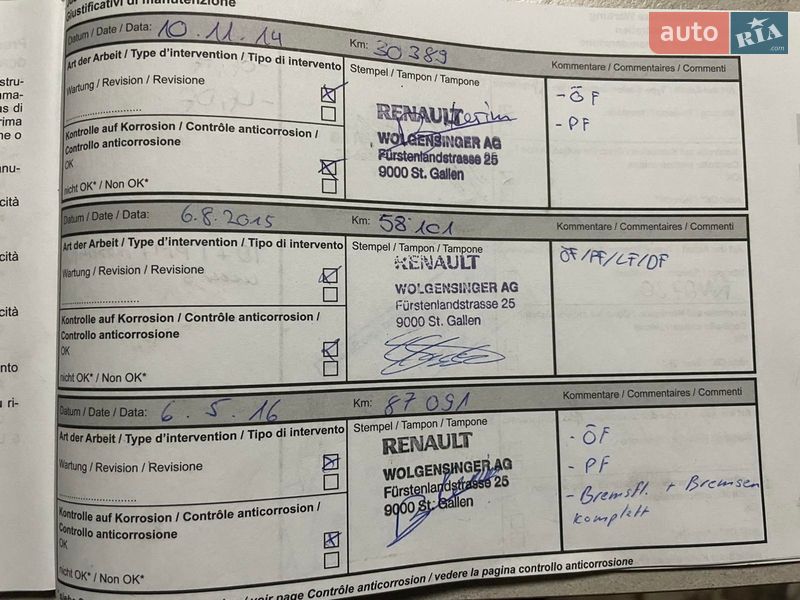 Giustificativi di manutenzione
auto RIA .com
Datum / Date / Data: 10.11.14 Km: 30389
Art der Arbeit / Type d'intervention / Tipo di intervento
Stempel / Tampon / Tampone
Kommentare / Commentaires / Commenti
Wartung / Revision / Revisione
- ÖF
- PF
RENAULT
WOLGENSINGER AG
Fürstenlandstrasse 25
9000 St. Gallen
Kontrolle auf Korrosion / Contrôle anticorrosion /
Controllo anticorrosione
OK
nicht OK* / Non OK*
Datum / Date / Data: 6.8.2015 Km: 58101
Art der Arbeit / Type d'intervention / Tipo di intervento
Stempel / Tampon / Tampone
Kommentare / Commentaires / Commenti
Wartung / Revision / Revisione
ÖF/PF/LF/DF
RENAULT
WOLGENSINGER AG
Fürstenlandstrasse 25
9000 St. Gallen
Kontrolle auf Korrosion / Contrôle anticorrosion /
Controllo anticorrosione
OK
nicht OK* / Non OK*
Datum / Date / Data: 6.5.16 Km: 87091
Art der Arbeit / Type d'intervention / Tipo di intervento
Stempel / Tampon / Tampone
Kommentare / Commentaires / Commenti
Wartung / Revision / Revisione
- ÖF
- PF
- Bremsfl. + Bremsen
komplett
RENAULT
WOLGENSINGER AG
Fürstenlandstrasse 25
9000 St. Gallen
Kontrolle auf Korrosion / Contrôle anticorrosion /
Controllo anticorrosione
OK
nicht OK* / Non OK*
/ voir page Contrôle anticorrosion / vedere la pagina controllo anticorrosione